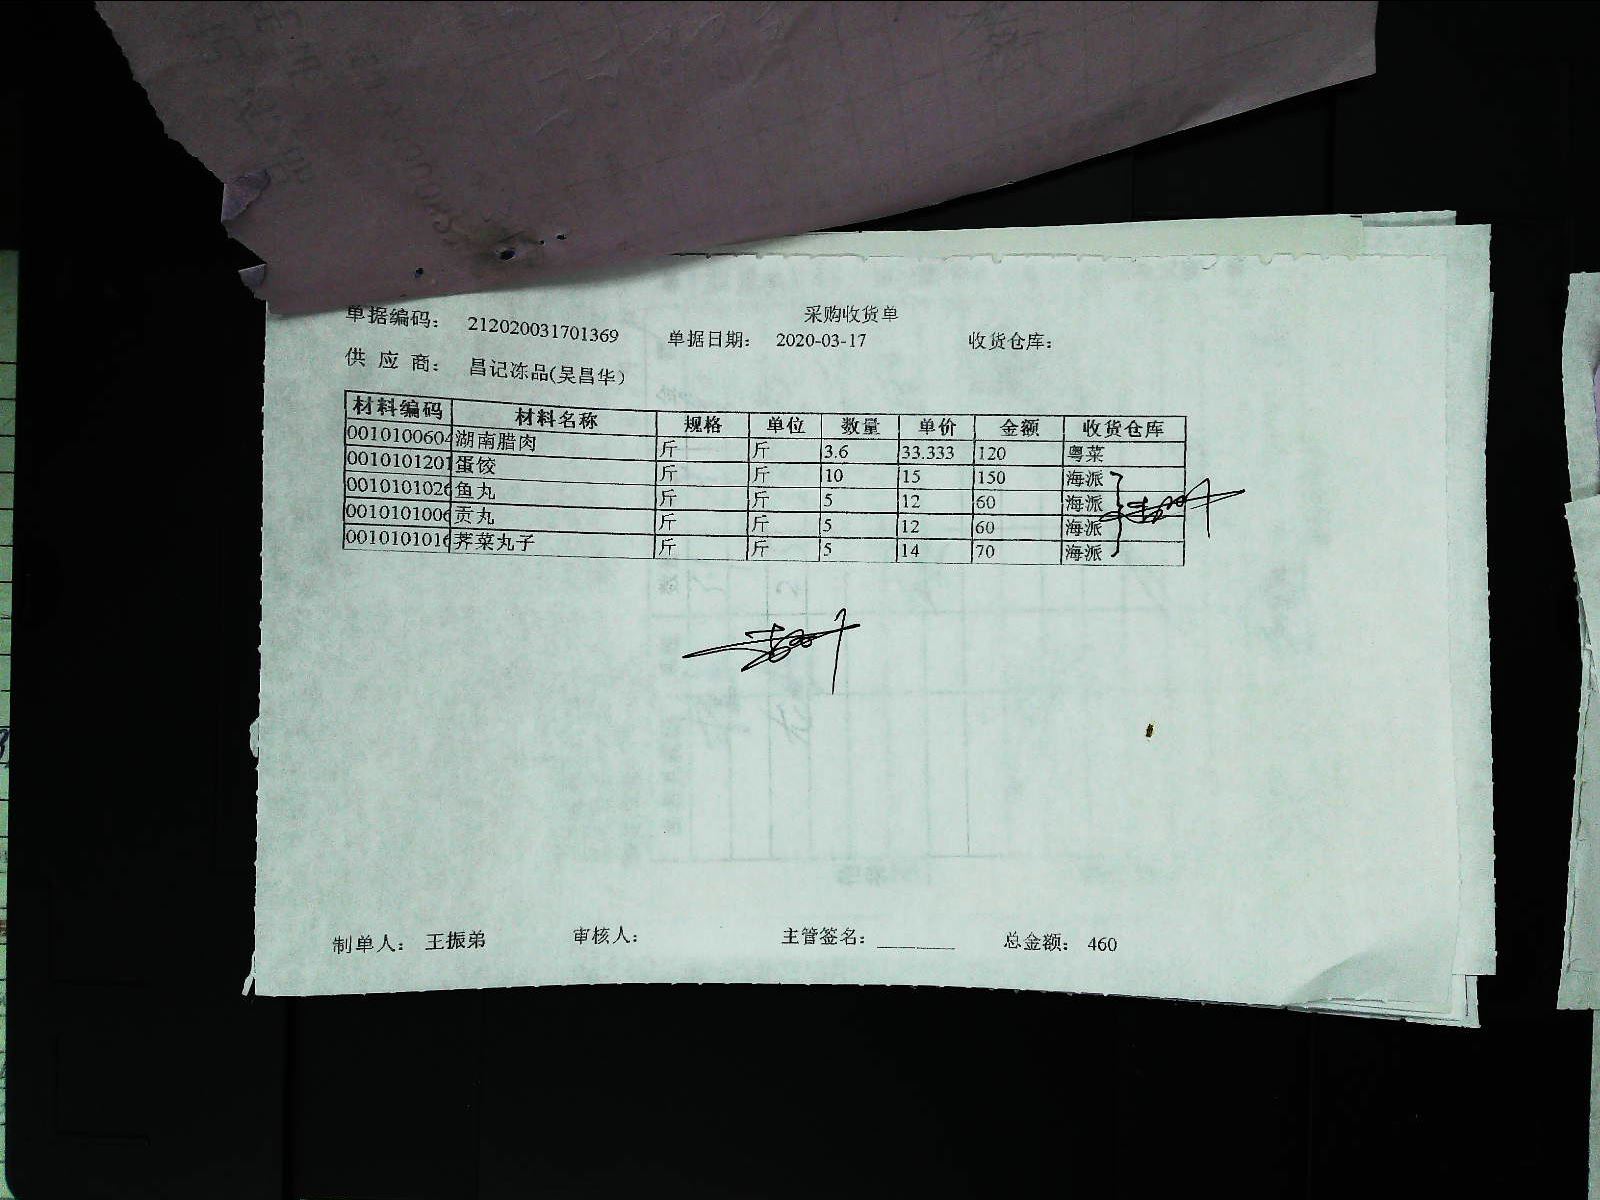 采购收货单
单据编码： 212020031701369 单据日期： 2020-03-17 收货仓库：
供 应 商： 昌记冻品(吴昌华）
材料编码 材料名称 规格 单位 数量 单价 金额 收货仓库
0010100604 湖南腊肉 斤 斤 3.6 33.333 120 粤菜
0010101201 蛋饺 斤 斤 10 15 150 海派
0010101026 鱼丸 斤 斤 5 12 60 海派
0010101006 贡丸 斤 斤 5 12 60 海派
0010101016 荠菜丸子 斤 斤 5 14 70 海派
制单人： 王振弟 审核人： 主管签名：________ 总金额： 460